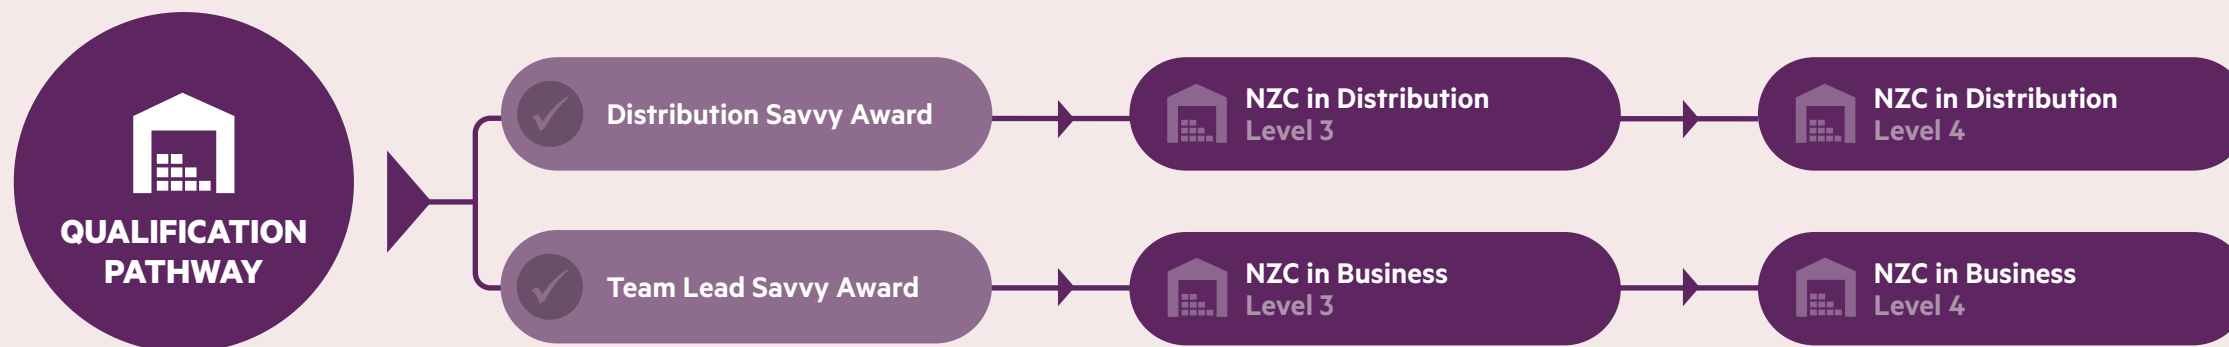 QUALIFICATION
PATHWAY
Distribution Savvy Award
NZC in Distribution
Level 3
NZC in Distribution
Level 4
Team Lead Savvy Award
NZC in Business
Level 3
NZC in Business
Level 4